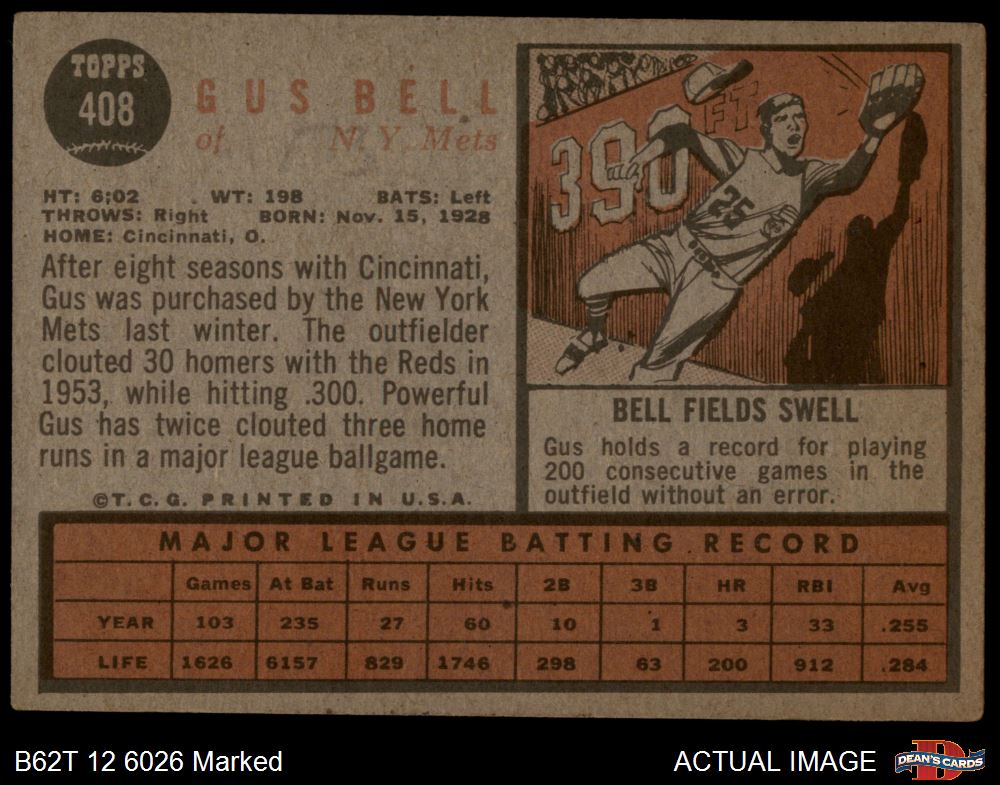 TOPPS
408
GUS BELL
of N. Y. Mets
HT: 6;02 WT: 198 BATS: Left
THROWS: Right BORN: Nov. 15, 1928
HOME: Cincinnati, O.
After eight seasons with Cincinnati,
Gus was purchased by the New York
Mets last winter. The outfielder
clouted 30 homers with the Reds in
1953, while hitting .300. Powerful
Gus has twice clouted three home
runs in a major league ballgame.
©T.C.G. PRINTED IN U.S.A.
390 FT.
25
BELL FIELDS SWELL
Gus holds a record for playing
200 consecutive games in the
outfield without an error.
MAJOR LEAGUE BATTING RECORD
Games At Bat Runs Hits 2B 3B HR RBI Avg
YEAR 103 235 27 60 10 1 3 33 .255
LIFE 1626 6157 829 1746 298 63 200 912 .284
B62T 12 6026 Marked
ACTUAL IMAGE
D
DEAN'S CARDS